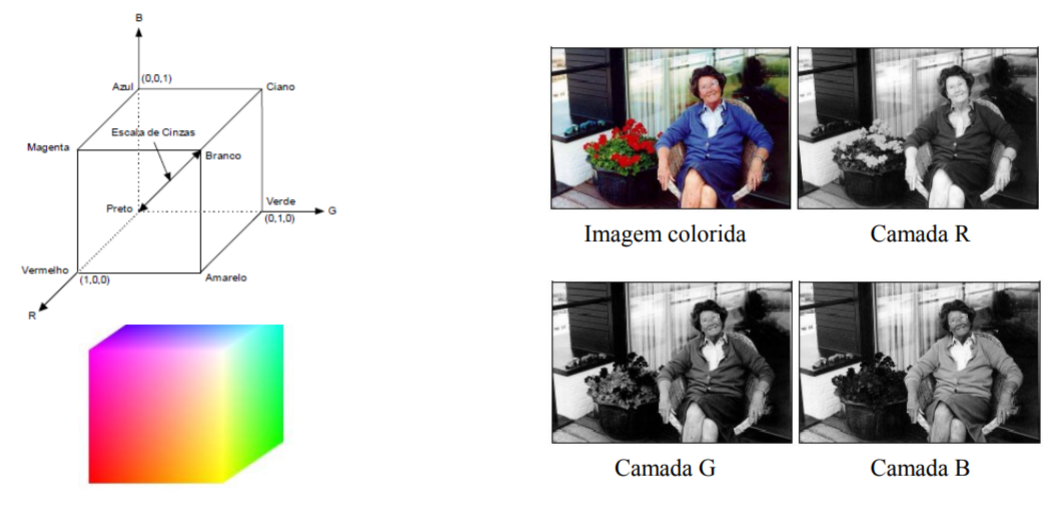 B
(0,0,1)
Azul
Ciano
Escala de Cinzas
Magenta
Branco
Preto
Verde
G
(0,1,0)
Vermelho
(1,0,0)
Amarelo
R
Imagem colorida
Camada R
Camada G
Camada B